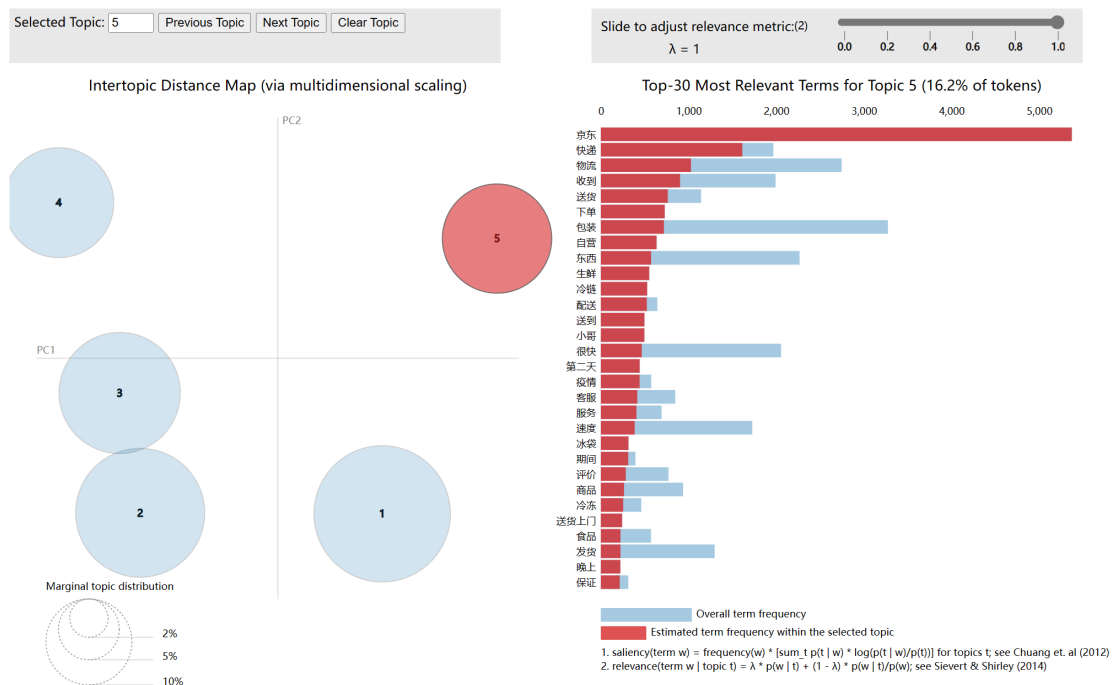 Selected Topic: 5 Previous Topic Next Topic Clear Topic
Slide to adjust relevance metric:(2)
λ = 1
0.0 0.2 0.4 0.6 0.8 1.0
Intertopic Distance Map (via multidimensional scaling)
PC2
PC1
4
5
3
2
1
Marginal topic distribution
2%
5%
10%
Top-30 Most Relevant Terms for Topic 5 (16.2% of tokens)
0 1,000 2,000 3,000 4,000 5,000
京东
快递
物流
收到
送货
下单
包装
自营
东西
生鲜
冷链
配送
送到
小哥
很快
第二天
疫情
客服
服务
速度
冰袋
期间
评价
商品
冷冻
送货上门
食品
发货
晚上
保证
Overall term frequency
Estimated term frequency within the selected topic
1. saliency(term w) = frequency(w) * [sum_t p(t | w) * log(p(t | w)/p(t))] for topics t; see Chuang et. al (2012)
2. relevance(term w | topic t) = λ * p(w | t) + (1 - λ) * p(w | t)/p(w); see Sievert & Shirley (2014)